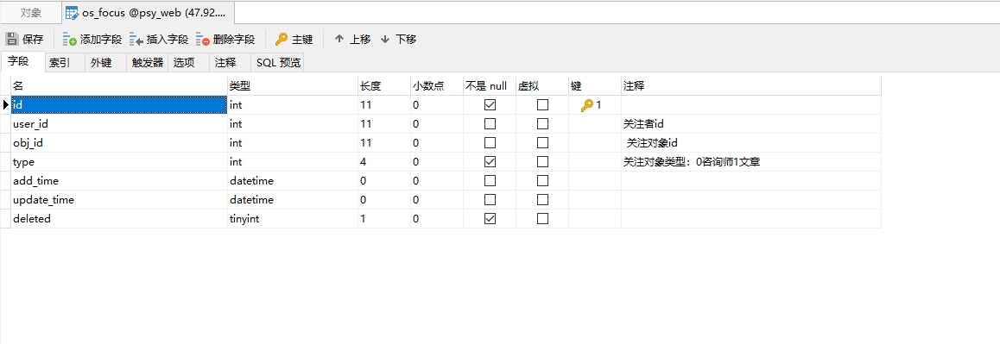 对象 os_focus @psy_web (47.92....
保存 添加字段 插入字段 删除字段 主键 上移 下移
字段 索引 外键 触发器 选项 注释 SQL 预览
名 类型 长度 小数点 不是 null 虚拟 键 注释
id int 11 0 1
user_id int 11 0 关注者id
obj_id int 11 0 关注对象id
type int 4 0 关注对象类型：0咨询师1文章
add_time datetime 0 0
update_time datetime 0 0
deleted tinyint 1 0